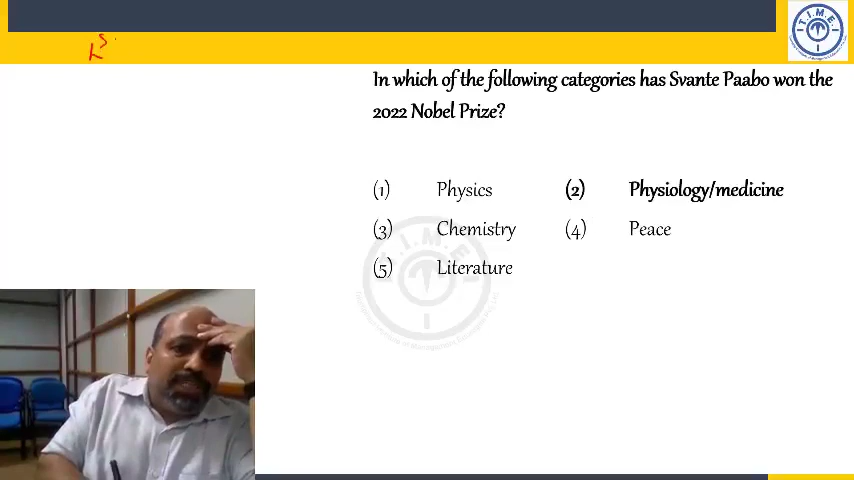 T.I.M.E.
In which of the following categories has Svante Paabo won the
2022 Nobel Prize?
(1) Physics (2) Physiology/medicine
(3) Chemistry (4) Peace
(5) Literature
T.I.M.E.